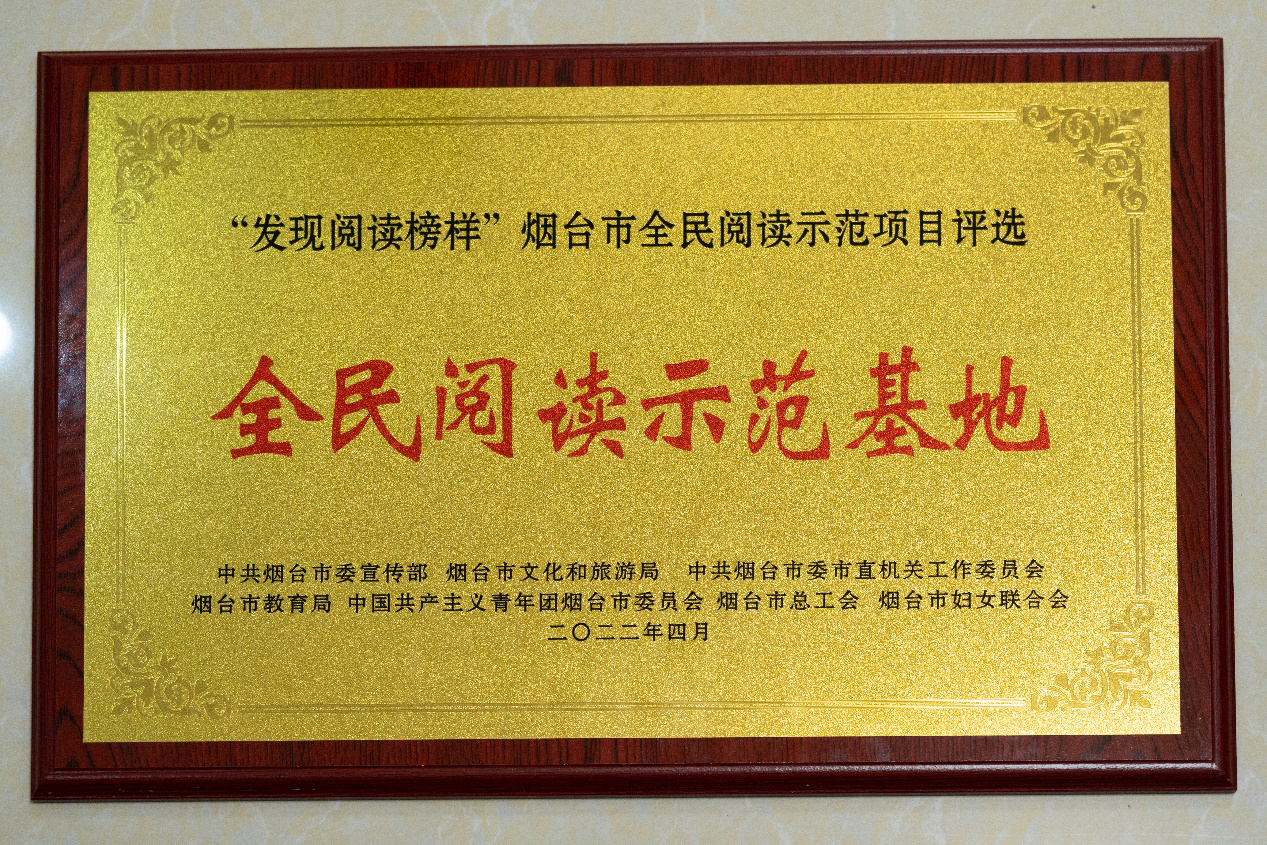 “发现阅读榜样”烟台市全民阅读示范项目评选
全民阅读示范基地
中共烟台市委宣传部 烟台市文化和旅游局 中共烟台市委市直机关工作委员会
烟台市教育局 中国共产主义青年团烟台市委员会 烟台市总工会 烟台市妇女联合会
二〇二二年四月